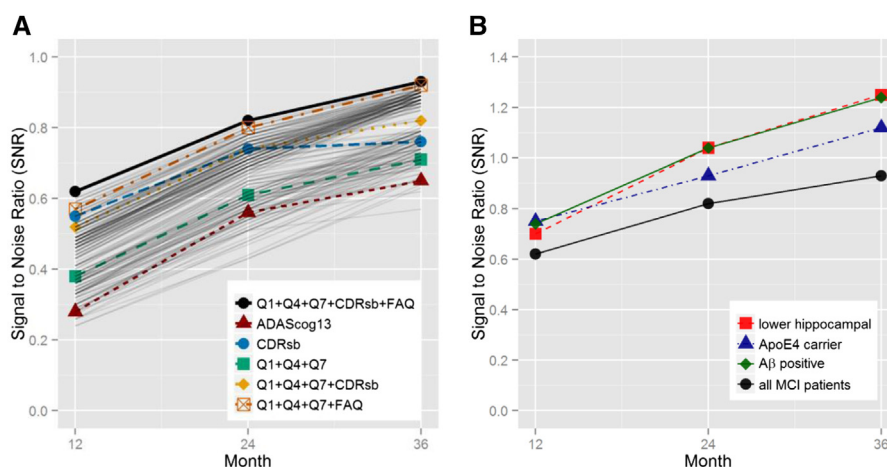 A
Signal to Noise Ratio (SNR)
1.0
0.8
0.6
0.4
0.2
0.0
12
24
36
Month
Q1+Q4+Q7+CDRsb+FAQ
ADAScog13
CDRsb
Q1+Q4+Q7
Q1+Q4+Q7+CDRsb
Q1+Q4+Q7+FAQ
B
Signal to Noise Ratio (SNR)
1.4
1.2
1.0
0.8
0.6
0.4
0.2
0.0
12
24
36
Month
lower hippocampal
ApoE4 carrier
Aβ positive
all MCI patients